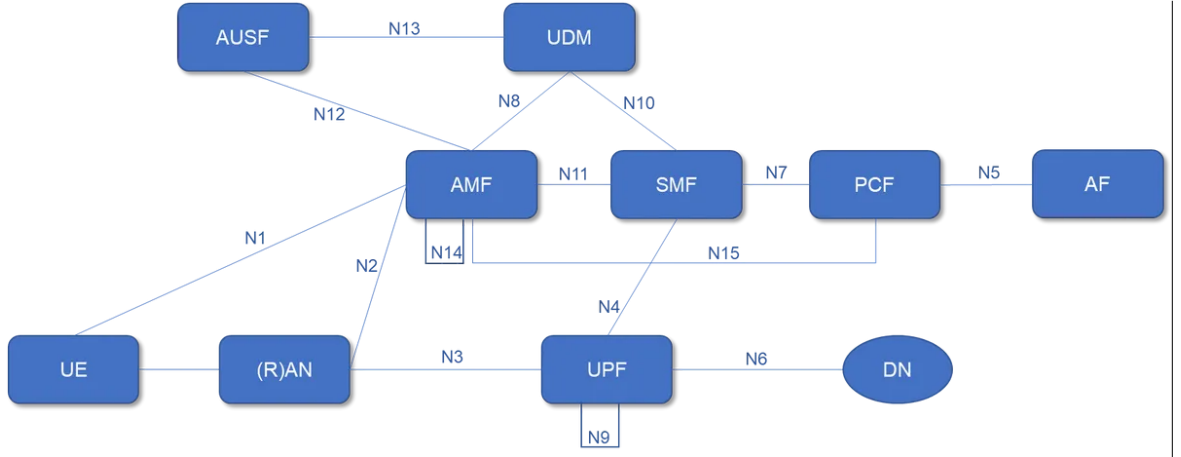 AUSF
N13
UDM
N12
N8
N10
AMF
N11
SMF
N7
PCF
N5
AF
N1
N14
N15
N2
N4
UE
(R)AN
N3
UPF
N6
DN
N9